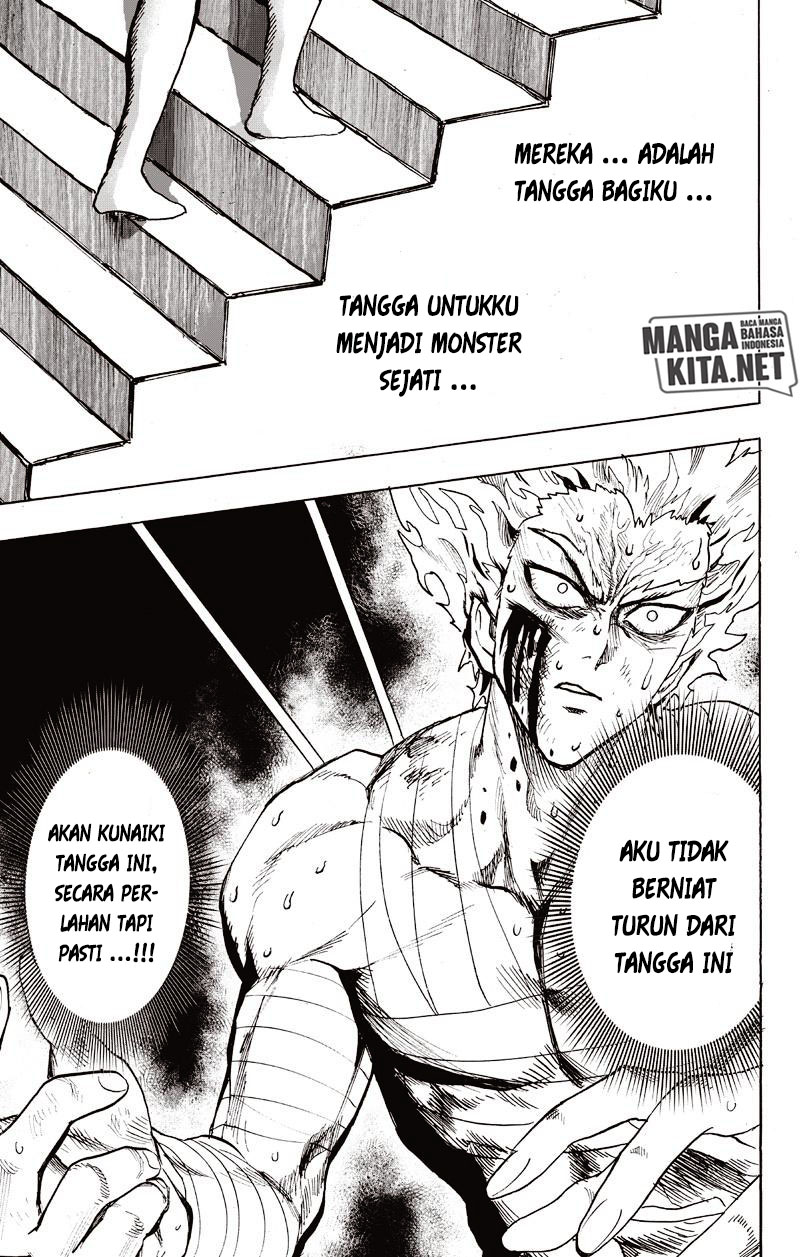 MEREKA ... ADALAH
TANGGA BAGIKU ...
TANGGA UNTUKKU
MENJADI MONSTER
SEJATI ...
MANGA
KITA.NET
BACA MANGA
BAHASA
INDONESIA
AKU TIDAK
BERNIAT
TURUN DARI
TANGGA INI
AKAN KUNAIKI
TANGGA INI,
SECARA PER-
LAHAN TAPI
PASTI ...!!!